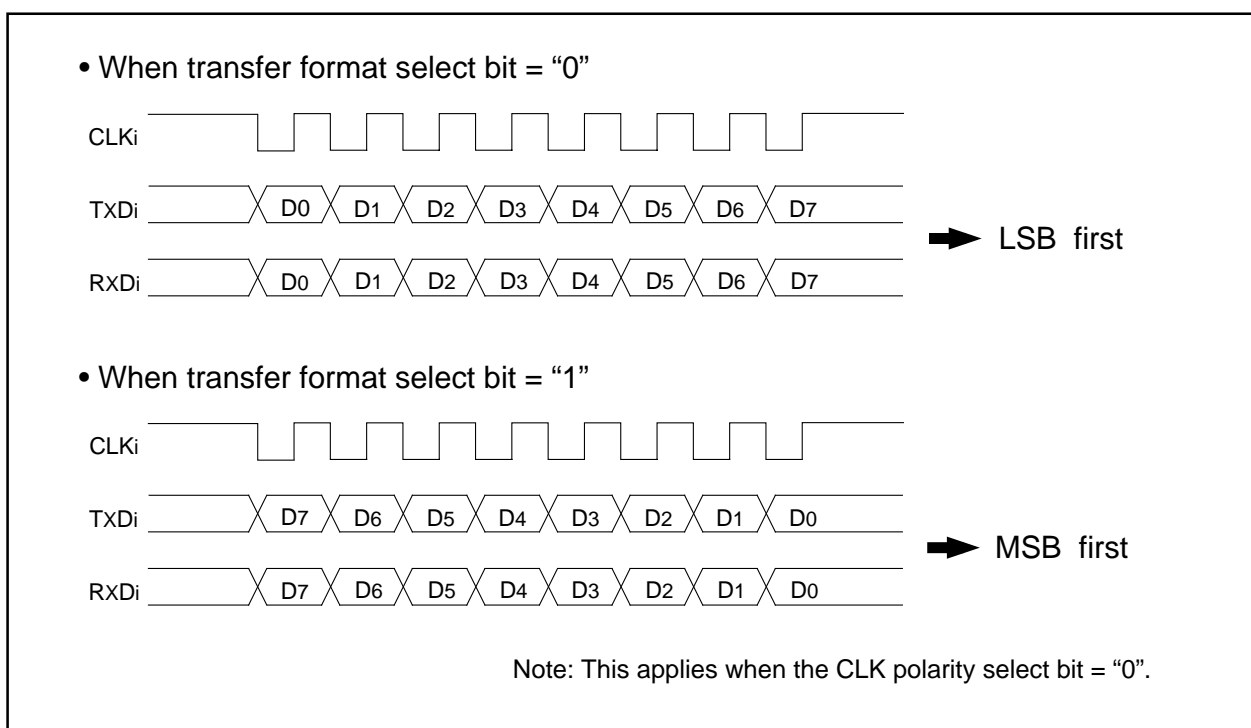 • When transfer format select bit = “0”
CLKi
TXDi D0 D1 D2 D3 D4 D5 D6 D7
LSB first
RXDi D0 D1 D2 D3 D4 D5 D6 D7
• When transfer format select bit = “1”
CLKi
TXDi D7 D6 D5 D4 D3 D2 D1 D0
MSB first
RXDi D7 D6 D5 D4 D3 D2 D1 D0
Note: This applies when the CLK polarity select bit = “0”.